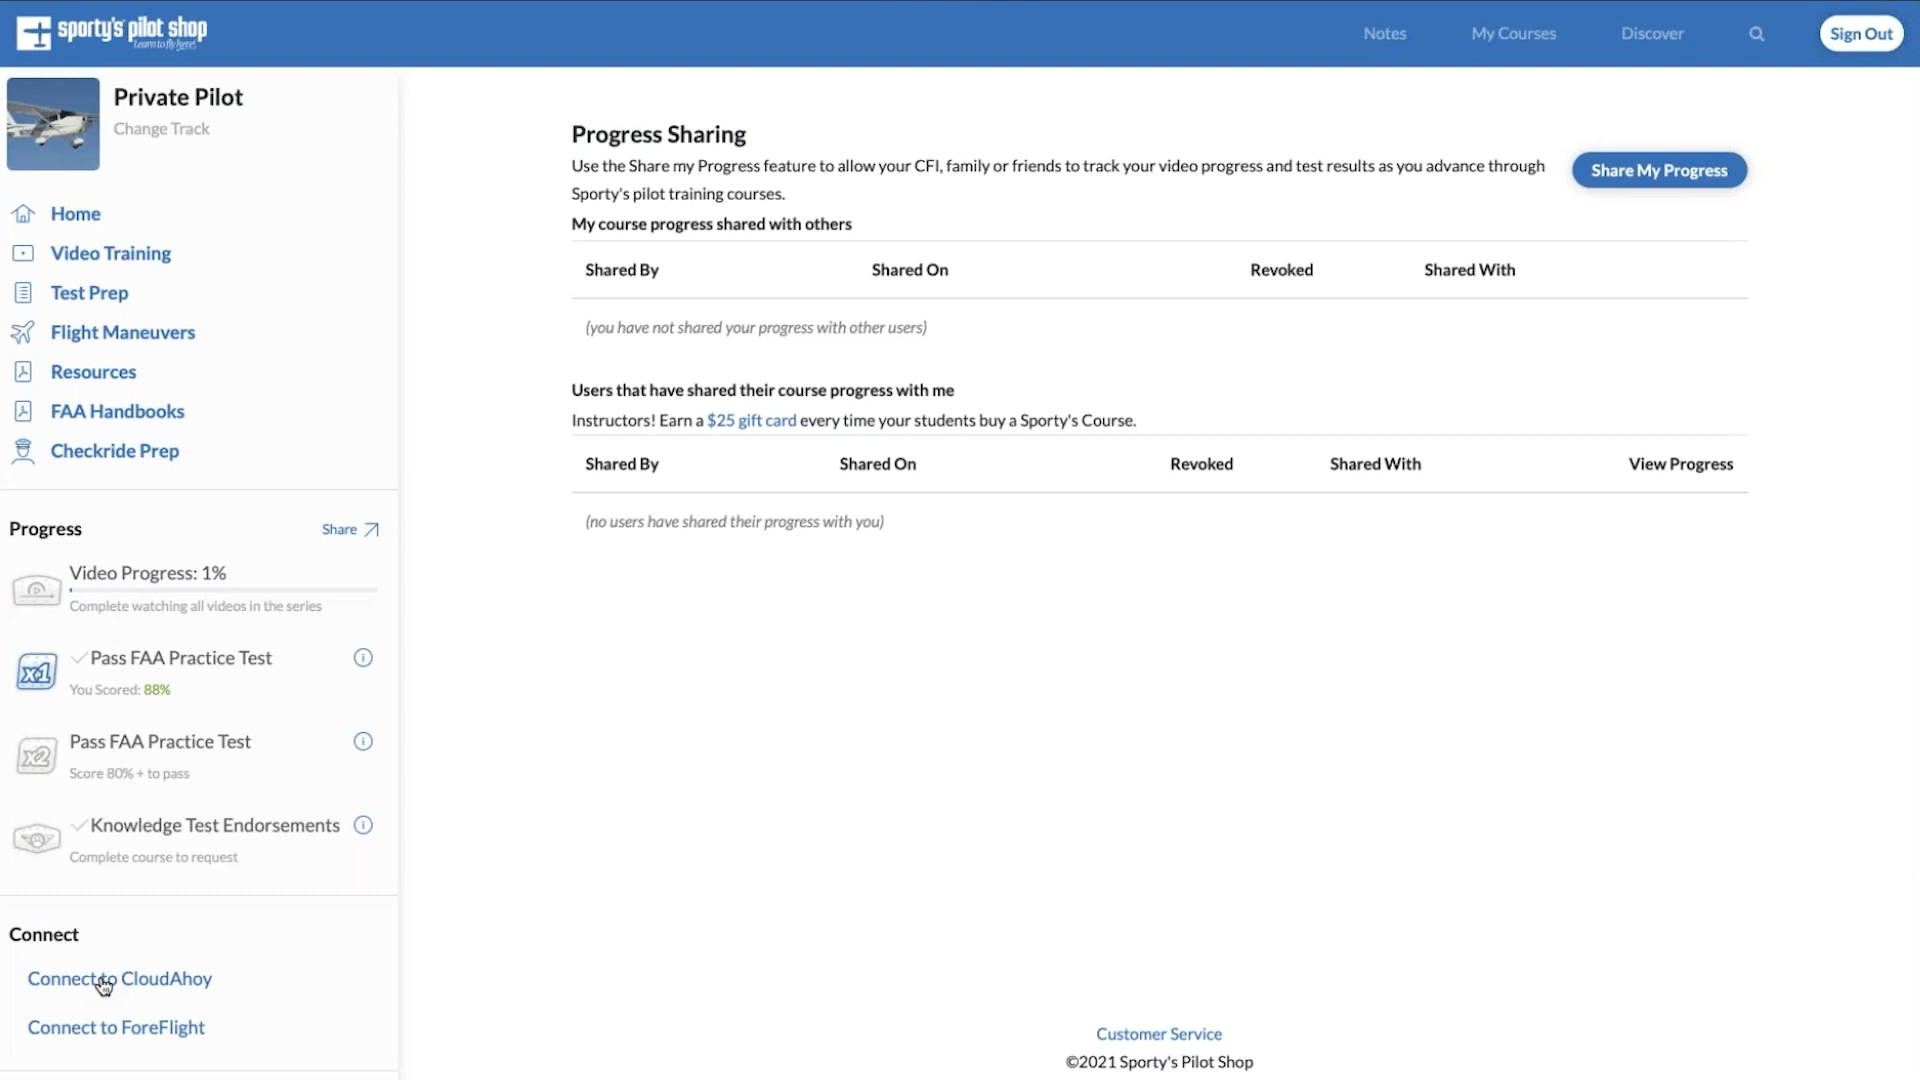 sporty's pilot shop
Learn to fly here!
Notes
My Courses
Discover
Sign Out
Private Pilot
Change Track
Home
Video Training
Test Prep
Flight Maneuvers
Resources
FAA Handbooks
Checkride Prep
Progress
Share
Video Progress: 1%
Complete watching all videos in the series
x1
Pass FAA Practice Test
You Scored: 88%
x2
Pass FAA Practice Test
Score 80% + to pass
Knowledge Test Endorsements
Complete course to request
Connect
Connect to CloudAhoy
Connect to ForeFlight
Progress Sharing
Use the Share my Progress feature to allow your CFI, family or friends to track your video progress and test results as you advance through
Sporty's pilot training courses.
Share My Progress
My course progress shared with others
Shared By Shared On Revoked Shared With
(you have not shared your progress with other users)
Users that have shared their course progress with me
Instructors! Earn a $25 gift card every time your students buy a Sporty's Course.
Shared By Shared On Revoked Shared With View Progress
(no users have shared their progress with you)
Customer Service
©2021 Sporty's Pilot Shop